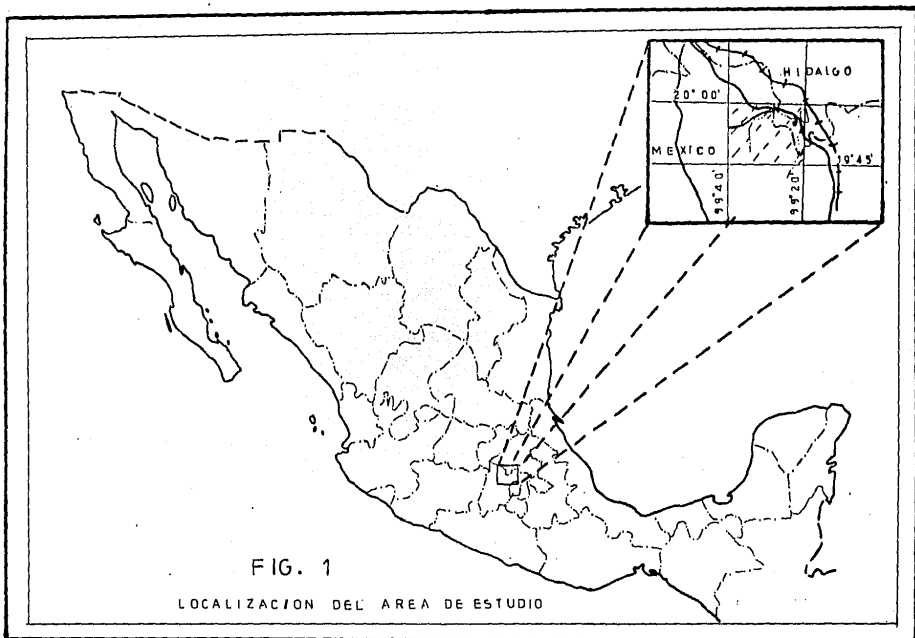 HIDALGO
20° 00'
MEXICO
19° 45'
99° 40'
99° 20'
FIG. 1
LOCALIZACION DEL AREA DE ESTUDIO